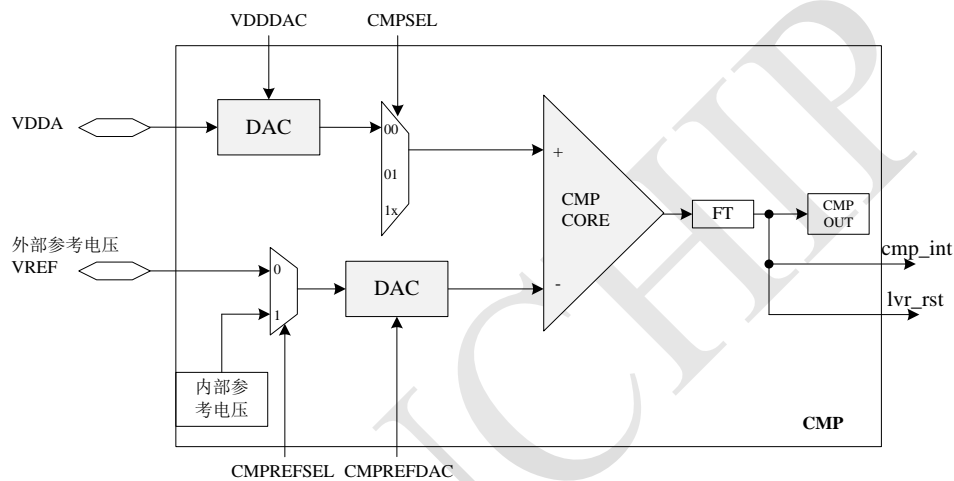 VDDDAC
CMPSEL
VDDA
DAC
00
01
1x
+
CMP
CORE
-
FT
CMP
OUT
cmp_int
lvr_rst
外部参考电压
VREF
0
1
DAC
内部参
考电压
CMP
CMPREFSEL
CMPREFDAC